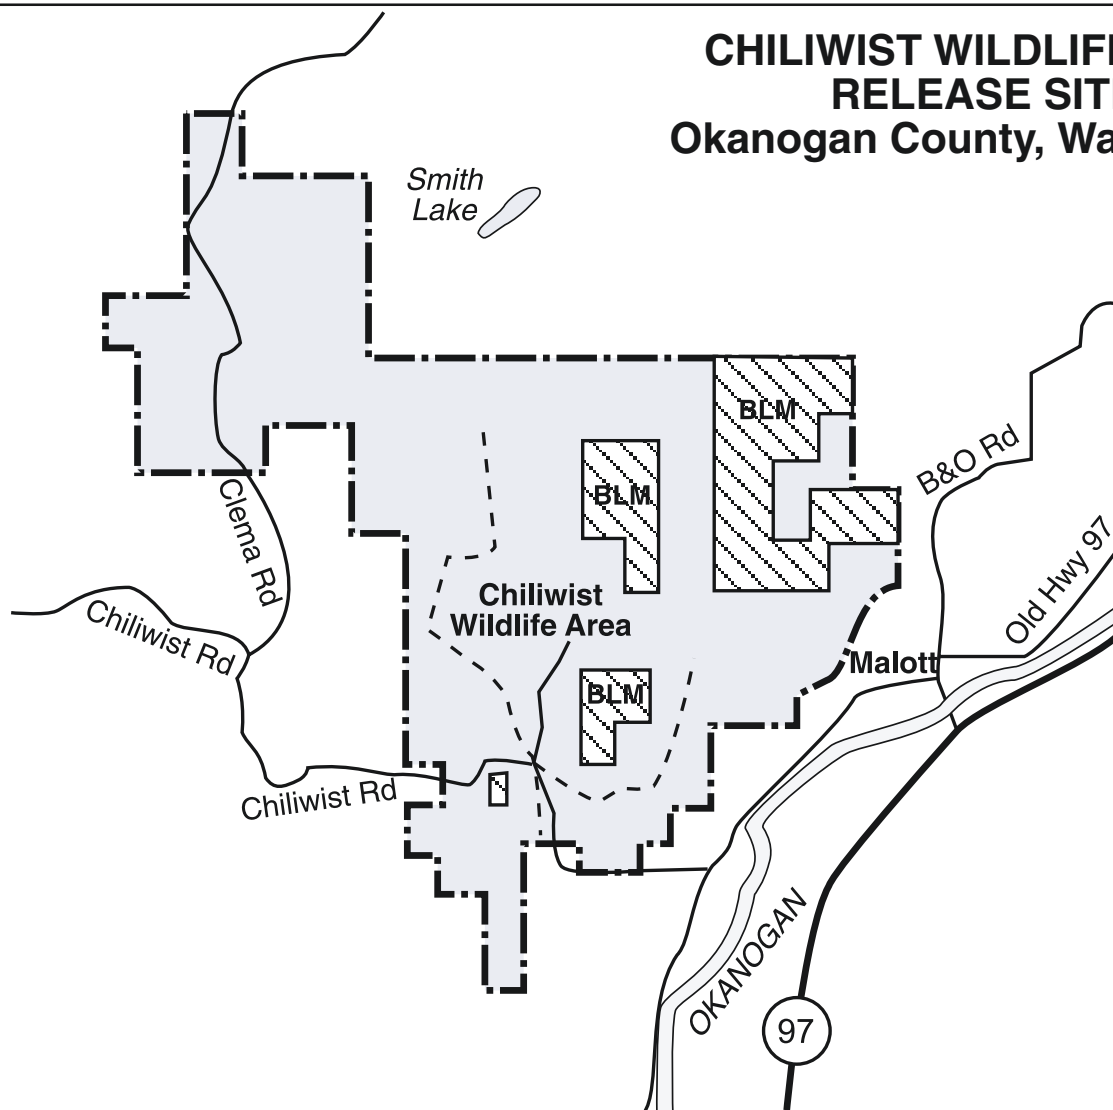 CHILIWIST WILDLIF
RELEASE SIT
Okanogan County, Wa
Smith
Lake
BLM
B&O Rd
BLM
Clema Rd
Old Hwy 97
Chiliwist
Wildlife Area
Chiliwist Rd
Malott
BLM
Chiliwist Rd
OKANOGAN
97